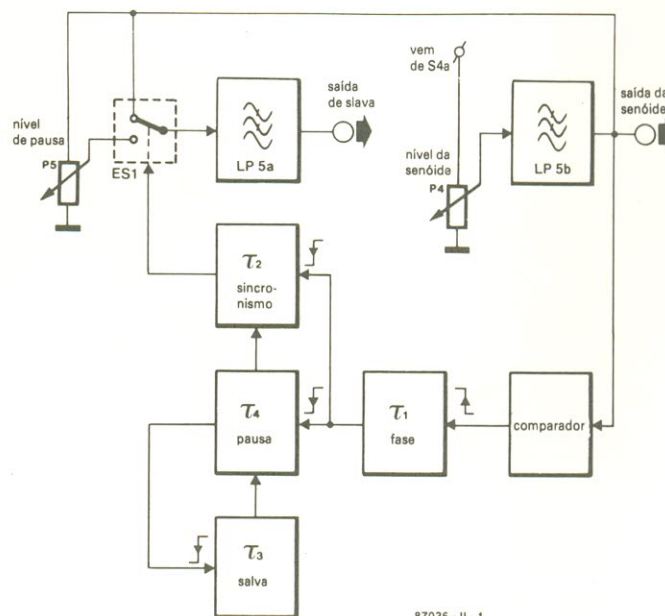 vem
de S4a
saída
de slava
saída da
senóide
nível
de pausa
P5
ES1
LP 5a
nível da
senóide
P4
LP 5b
τ2
sincro-
nismo
τ4
pausa
τ1
fase
comparador
τ3
salva
87036 - II - 1